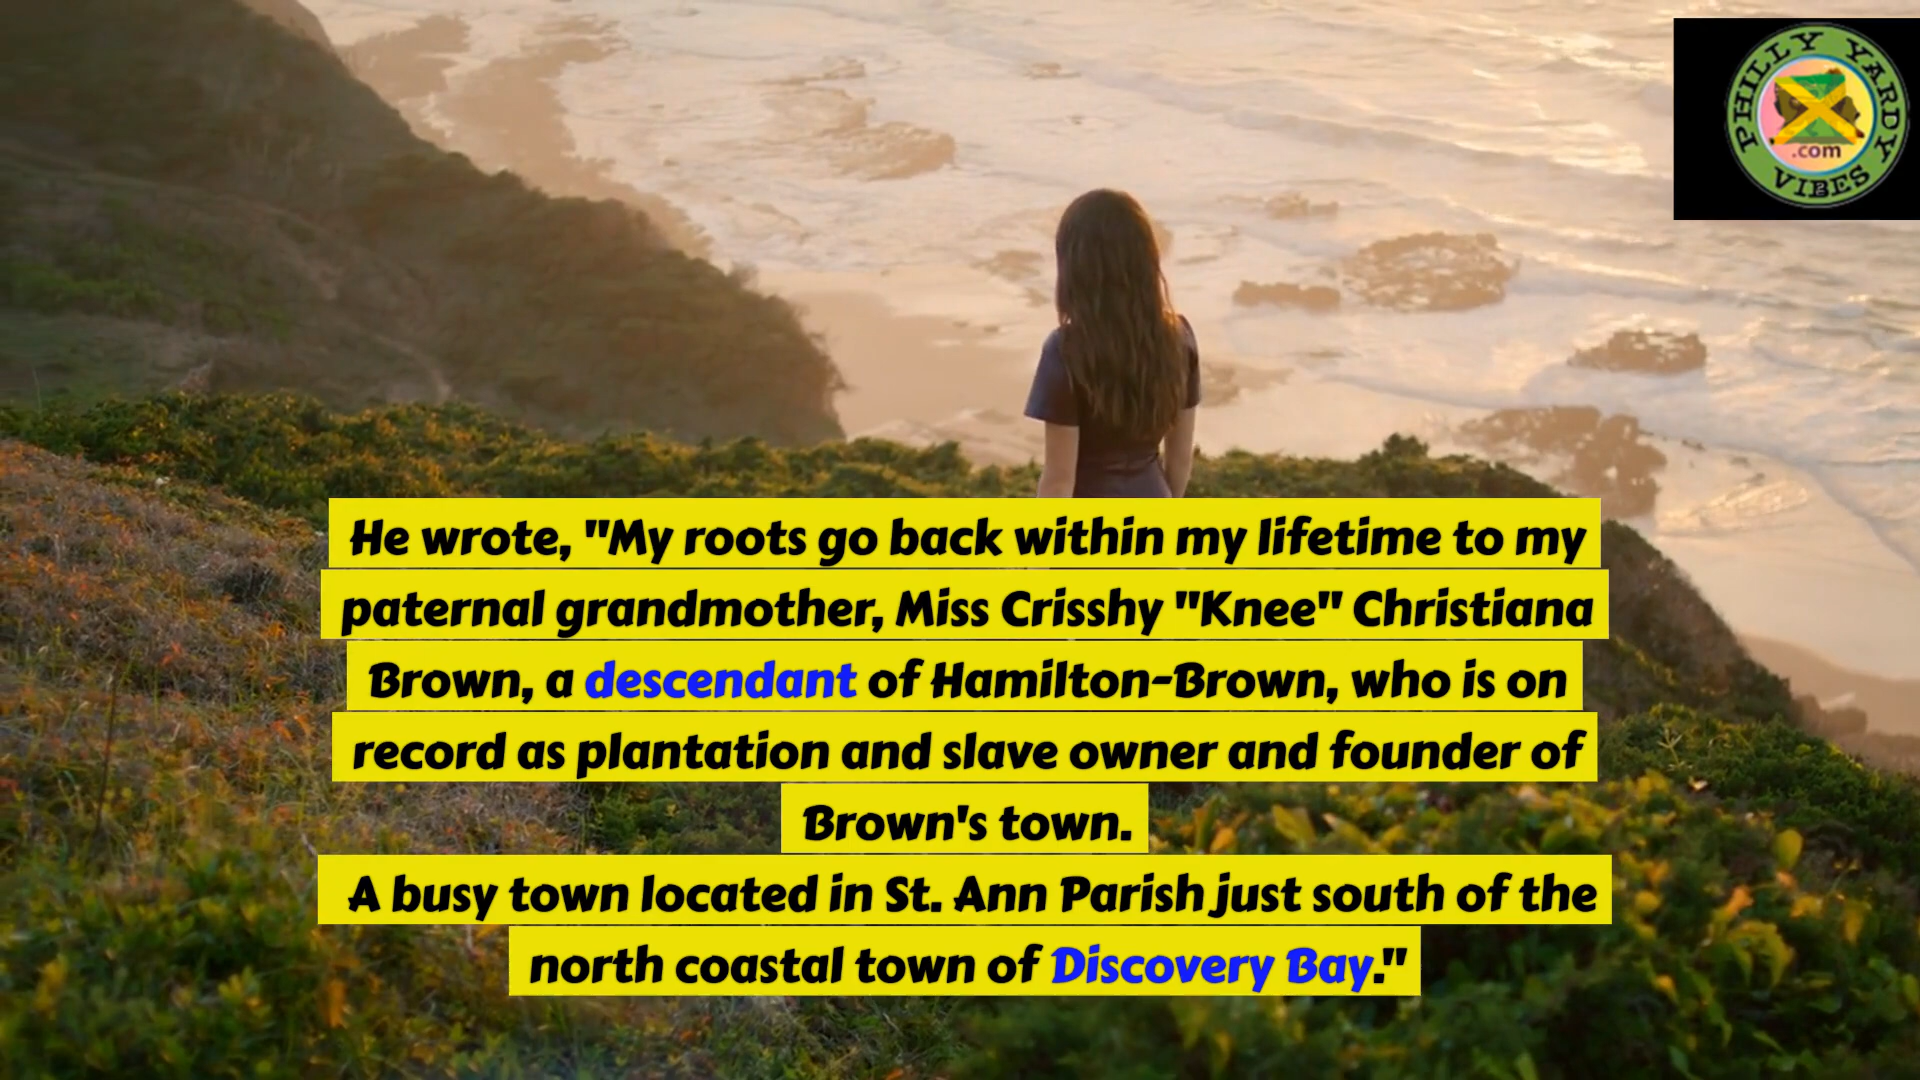 PHILLY YARDY
.com
VIBES
He wrote, "My roots go back within my lifetime to my
paternal grandmother, Miss Crisshy "Knee" Christiana
Brown, a descendant of Hamilton-Brown, who is on
record as plantation and slave owner and founder of
Brown's town.
A busy town located in St. Ann Parish just south of the
north coastal town of Discovery Bay."